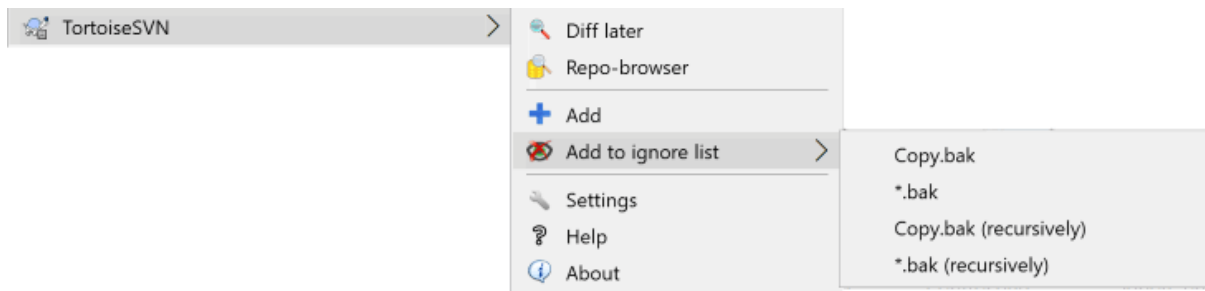 TortoiseSVN
Diff later
Repo-browser
Add
Add to ignore list
Copy.bak
*.bak
Copy.bak (recursively)
*.bak (recursively)
Settings
Help
About